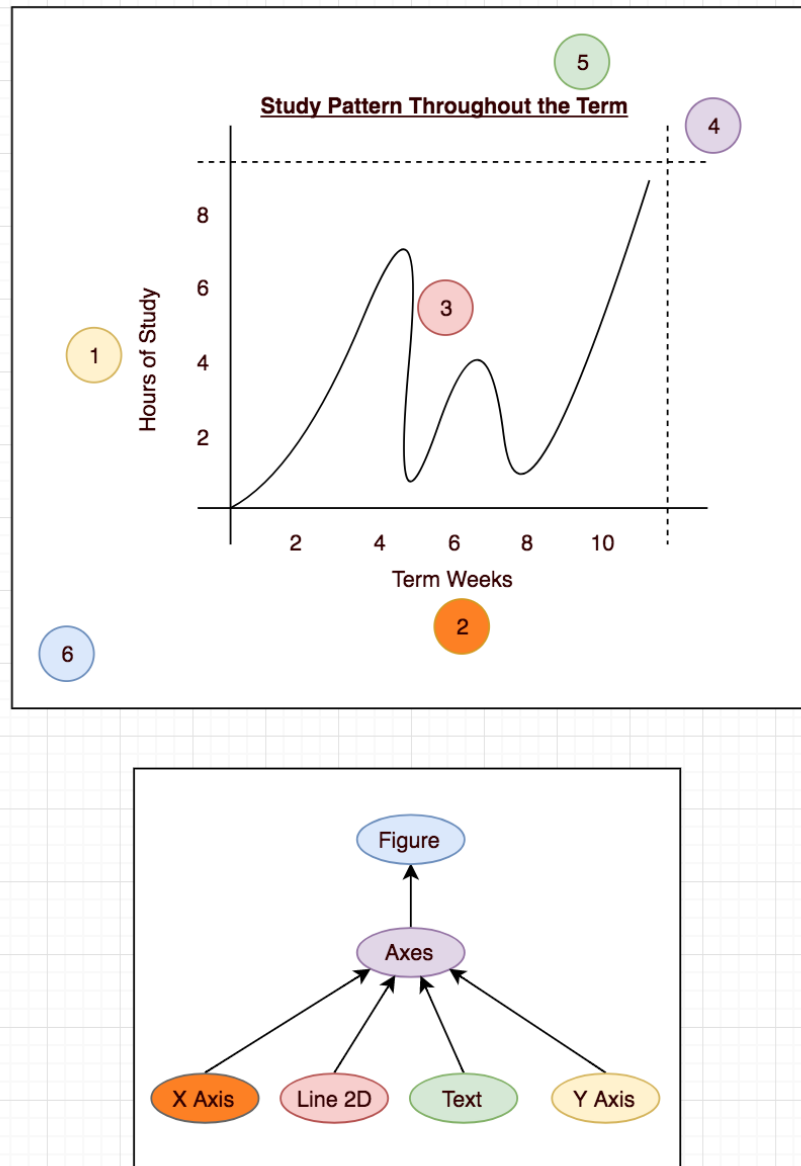 5
4
Study Pattern Throughout the Term
8
6
4
2
Hours of Study
1
3
2 4 6 8 10
Term Weeks
2
6
Figure
Axes
X Axis Line 2D Text Y Axis